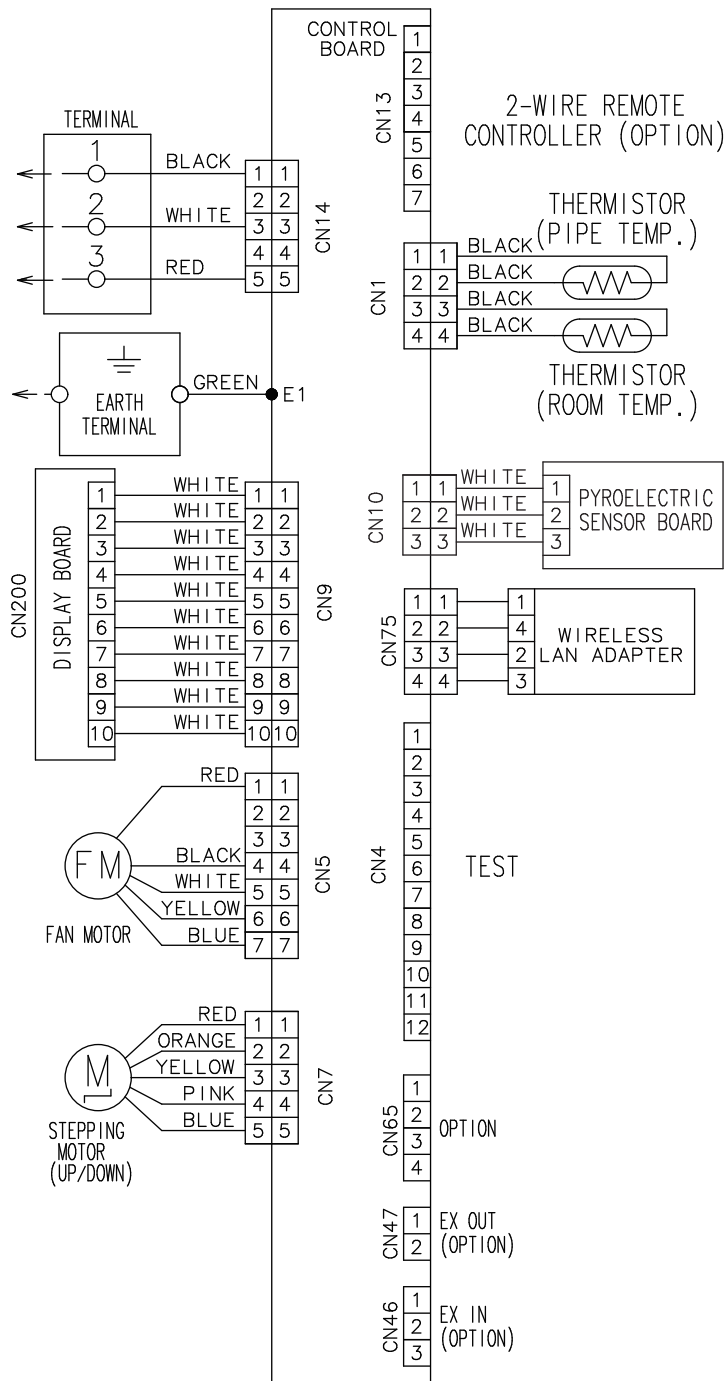 CONTROL
BOARD
CN13
1
2
3
4
5
6
7
2-WIRE REMOTE
CONTROLLER (OPTION)
TERMINAL
1 BLACK 1 1
2 2
2 WHITE 3 3
4 4
3 RED 5 5
CN14
THERMISTOR
(PIPE TEMP.)
CN1
1 1 BLACK
2 2 BLACK
3 3 BLACK
4 4 BLACK
THERMISTOR
(ROOM TEMP.)
EARTH
TERMINAL
GREEN
E1
CN200
DISPLAY BOARD
1 WHITE 1 1
2 WHITE 2 2
3 WHITE 3 3
4 WHITE 4 4
5 WHITE 5 5
6 WHITE 6 6
7 WHITE 7 7
8 WHITE 8 8
9 WHITE 9 9
10 WHITE 10 10
CN9
CN10
1 1 WHITE 1
2 2 WHITE 2
3 3 WHITE 3
PYROELECTRIC
SENSOR BOARD
CN75
1 1 1
2 2 4
3 3 2
4 4 3
WIRELESS
LAN ADAPTER
FM
FAN MOTOR
RED 1 1
2 2
3 3
BLACK 4 4
WHITE 5 5
YELLOW 6 6
BLUE 7 7
CN5
CN4
1
2
3
4
5
6
7
8
9
10
11
12
TEST
M
STEPPING
MOTOR
(UP/DOWN)
RED 1 1
ORANGE 2 2
YELLOW 3 3
PINK 4 4
BLUE 5 5
CN7
CN65
1
2
3
4
OPTION
CN47
1
2
EX OUT
(OPTION)
CN46
1
2
3
EX IN
(OPTION)